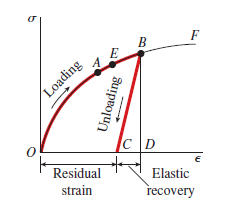 σ
F
B
E
A
Loading
Unloading
O
C D
ϵ
Residual strain
Elastic recovery